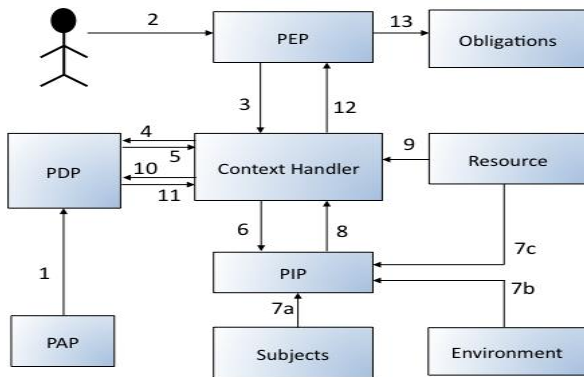 2
PEP
13
Obligations
3
12
4
5
10
11
PDP
Context Handler
9
Resource
6
8
7c
1
PIP
7a
7b
PAP
Subjects
Environment